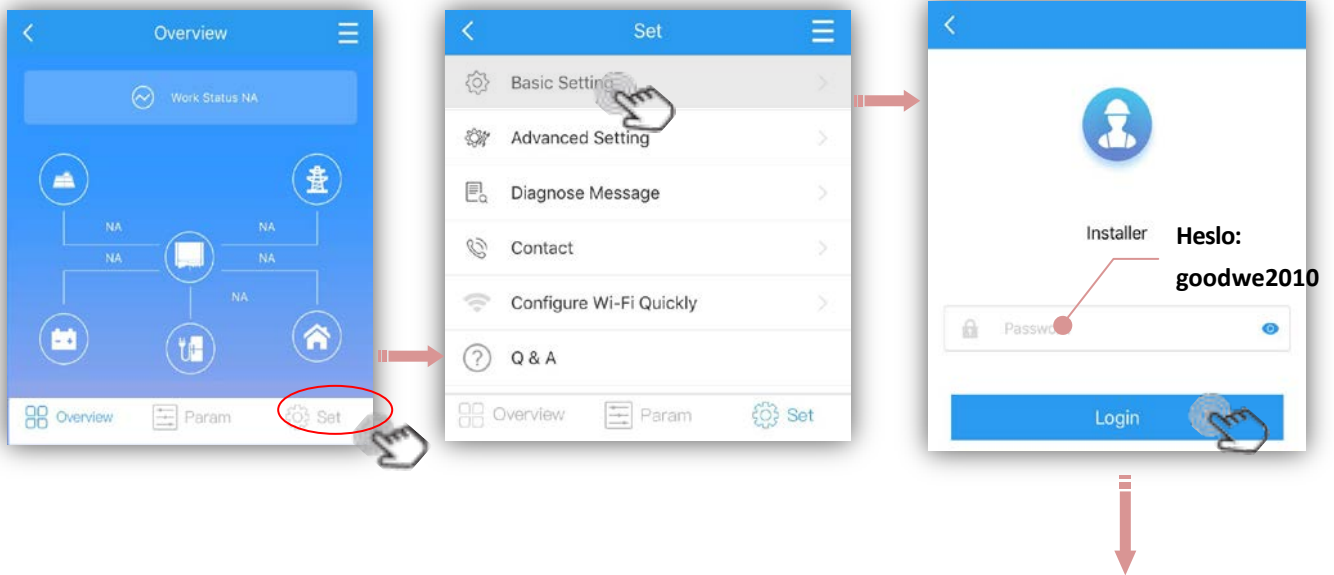 Overview
Work Status NA
NA
NA
NA
NA
NA
Overview
Param
Set
Set
Basic Setting
Advanced Setting
Diagnose Message
Contact
Configure Wi-Fi Quickly
Q & A
Overview
Param
Set
Installer
Heslo:
goodwe2010
Passwo
Login